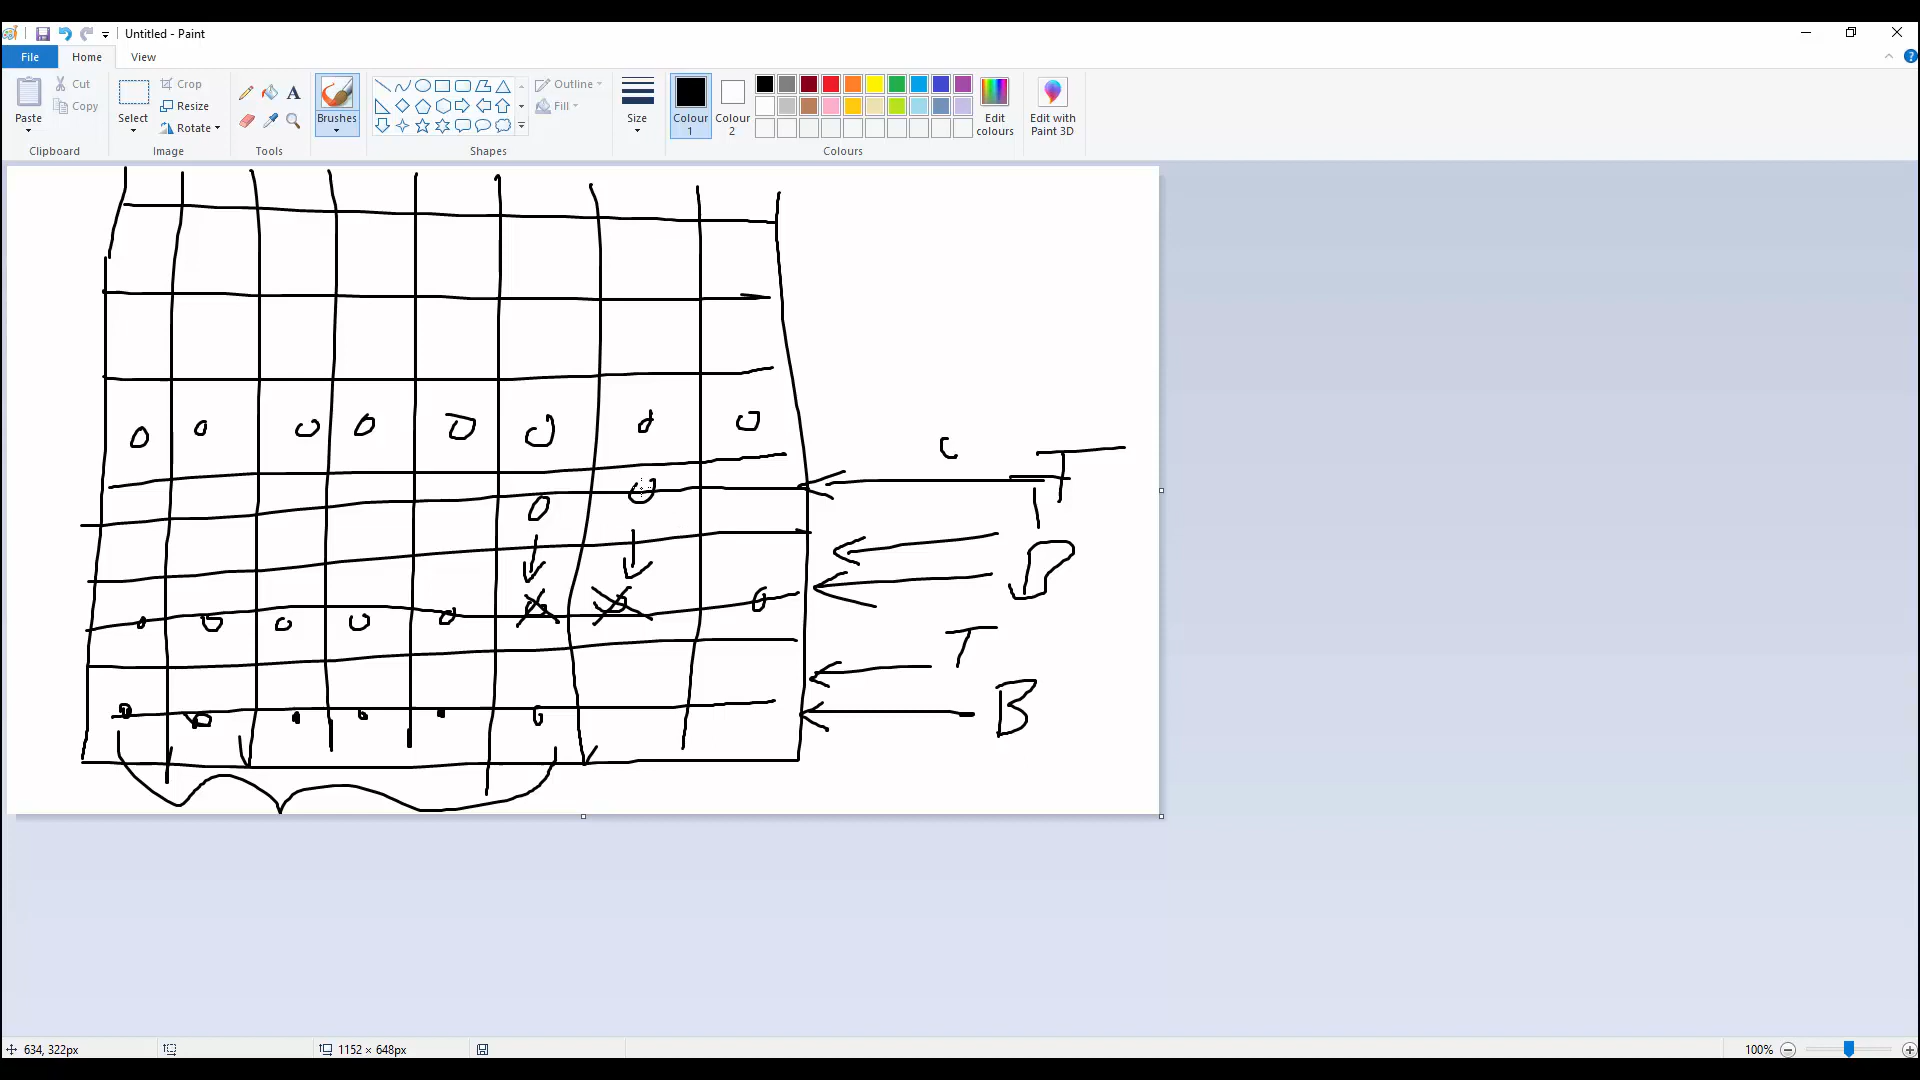 Untitled - Paint
File Home View
Paste
Cut
Copy
Clipboard
Select
Crop
Resize
Rotate
Image
Tools
Brushes
Shapes
Outline
Fill
Size
Colour 1
Colour 2
Edit colours
Edit with Paint 3D
Colours
T
P
T
B
634, 322px
1152 × 648px
100%